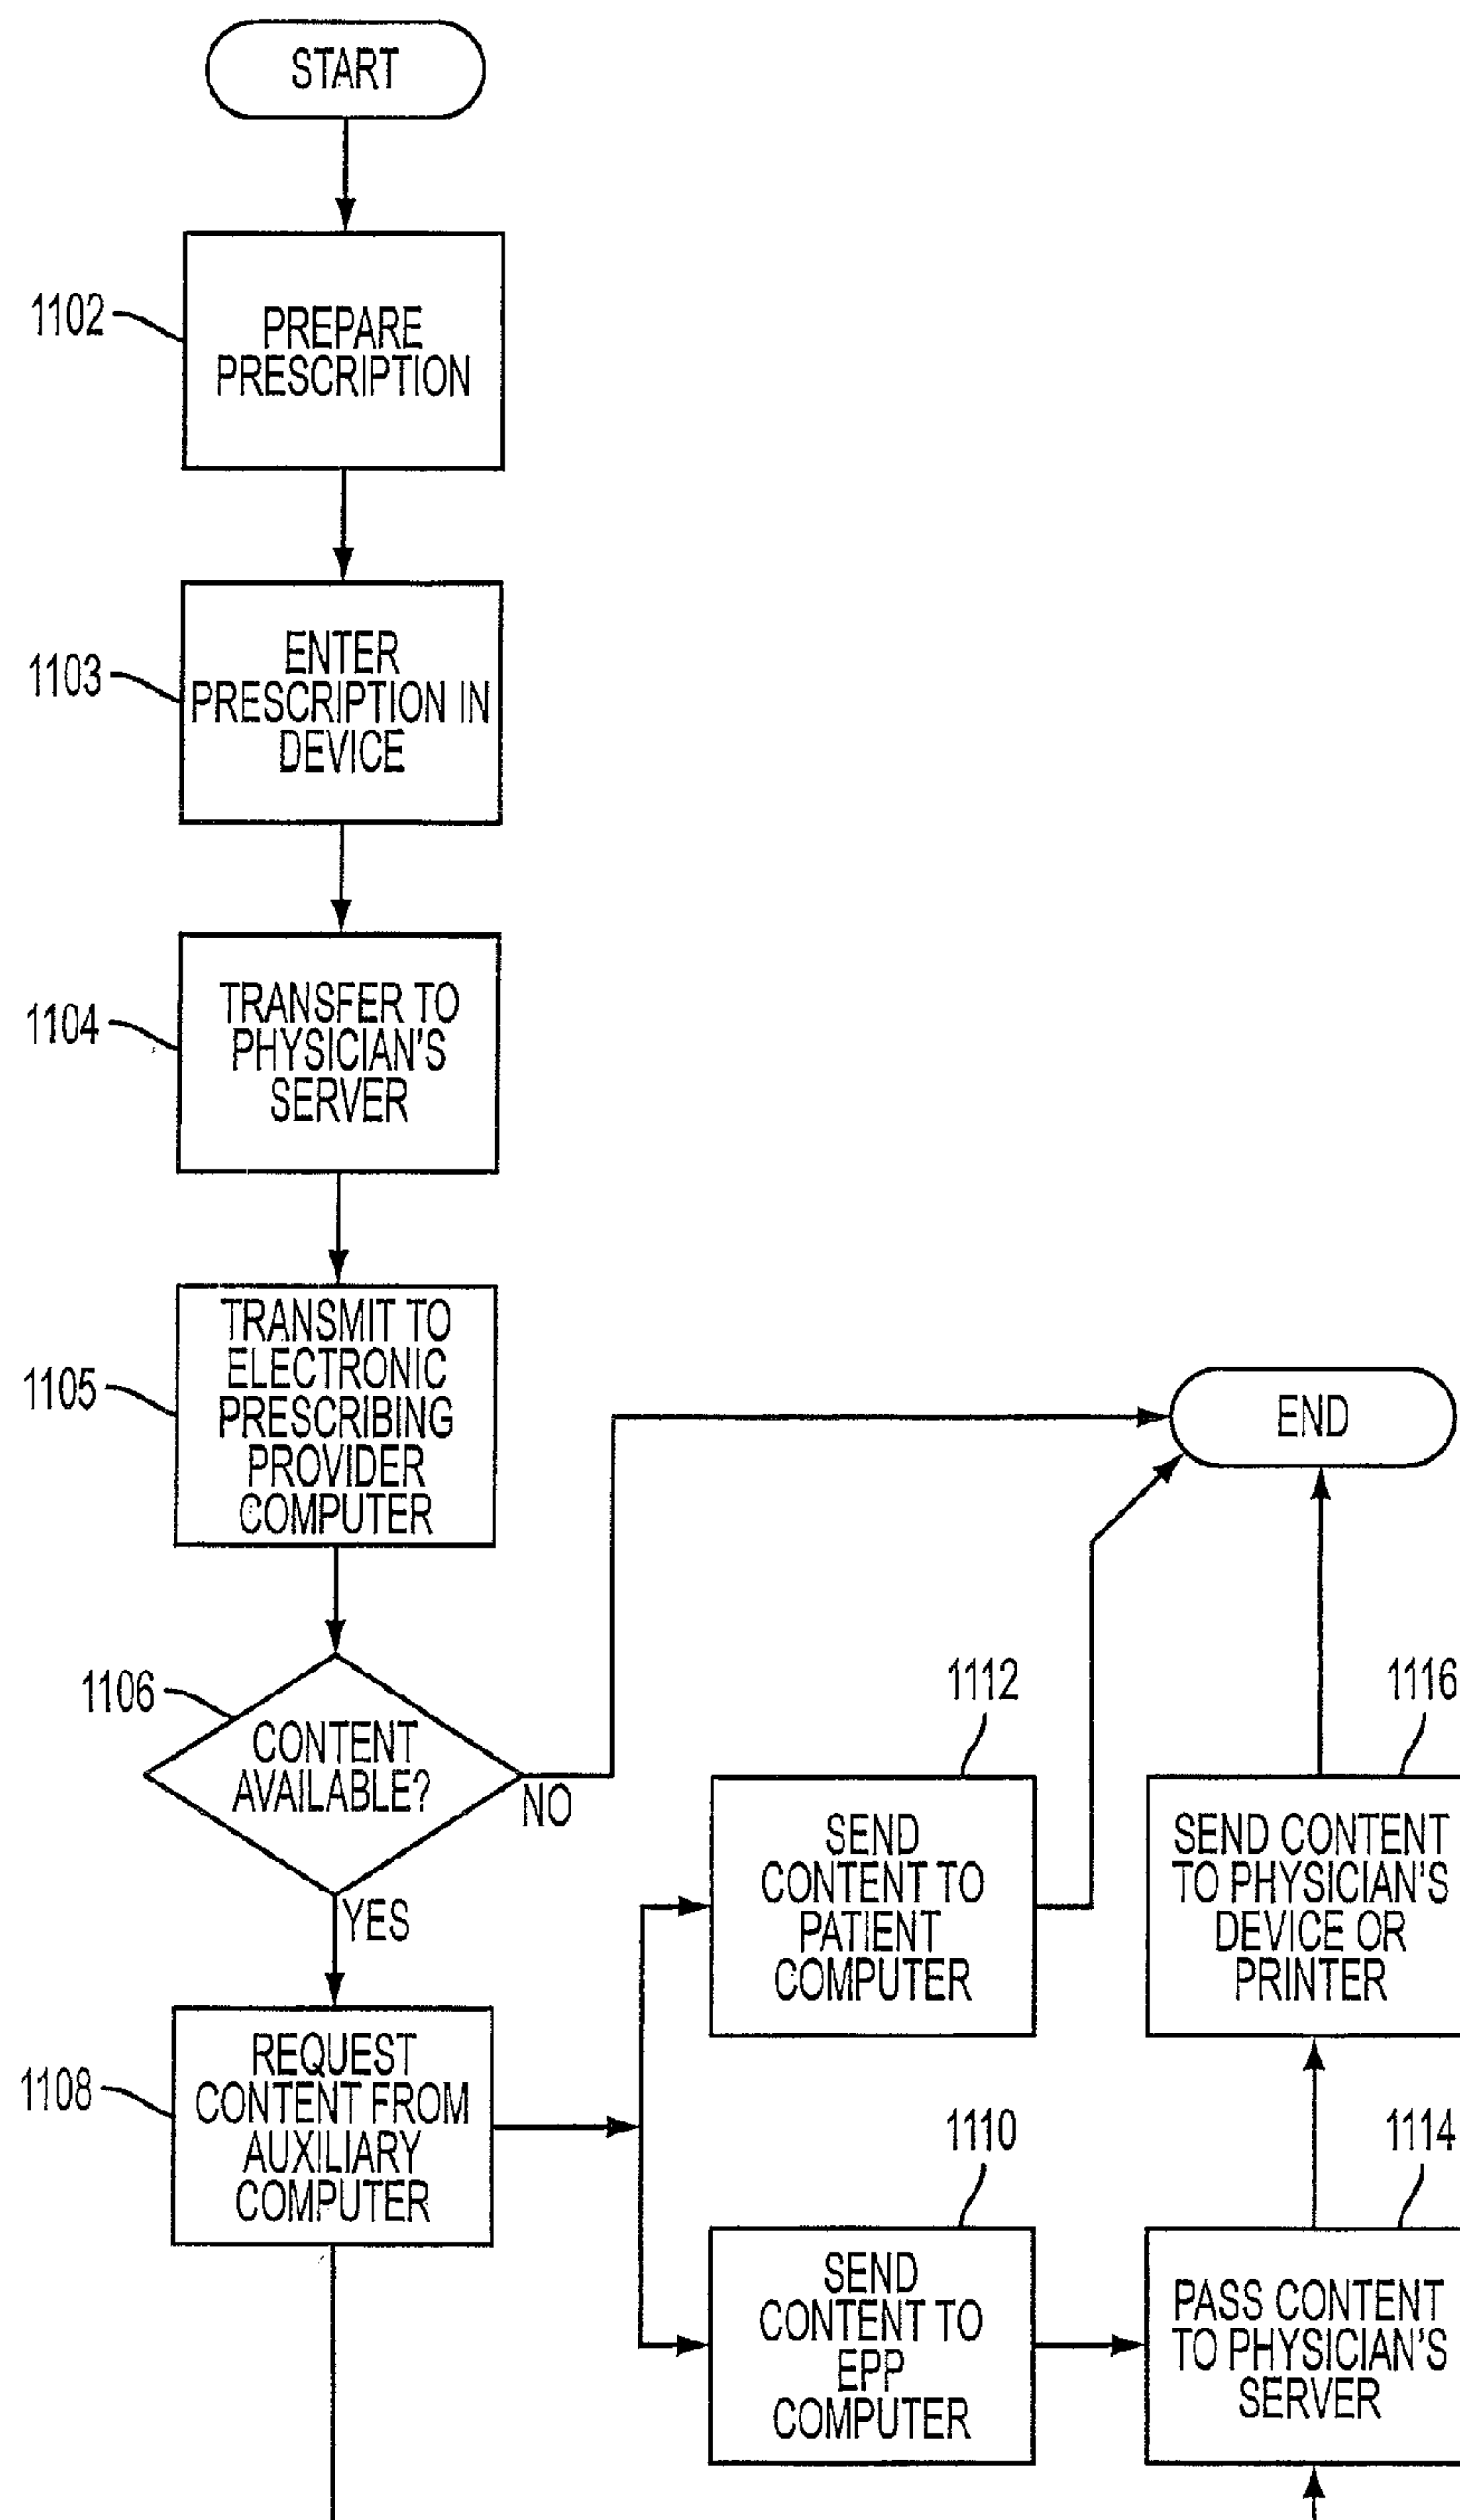 START
1102
PREPARE
PRESCRIPTION
1103
ENTER
PRESCRIPTION IN
DEVICE
1104
TRANSFER TO
PHYSICIAN'S
SERVER
1105
TRANSMIT TO
ELECTRONIC
PRESCRIBING
PROVIDER
COMPUTER
END
1106
CONTENT
AVAILABLE?
NO
YES
1112
SEND
CONTENT TO
PATIENT
COMPUTER
1116
SEND CONTENT
TO PHYSICIAN'S
DEVICE OR
PRINTER
1108
REQUEST
CONTENT FROM
AUXILIARY
COMPUTER
1110
SEND
CONTENT TO
EPP
COMPUTER
1114
PASS CONTENT
TO PHYSICIAN'S
SERVER